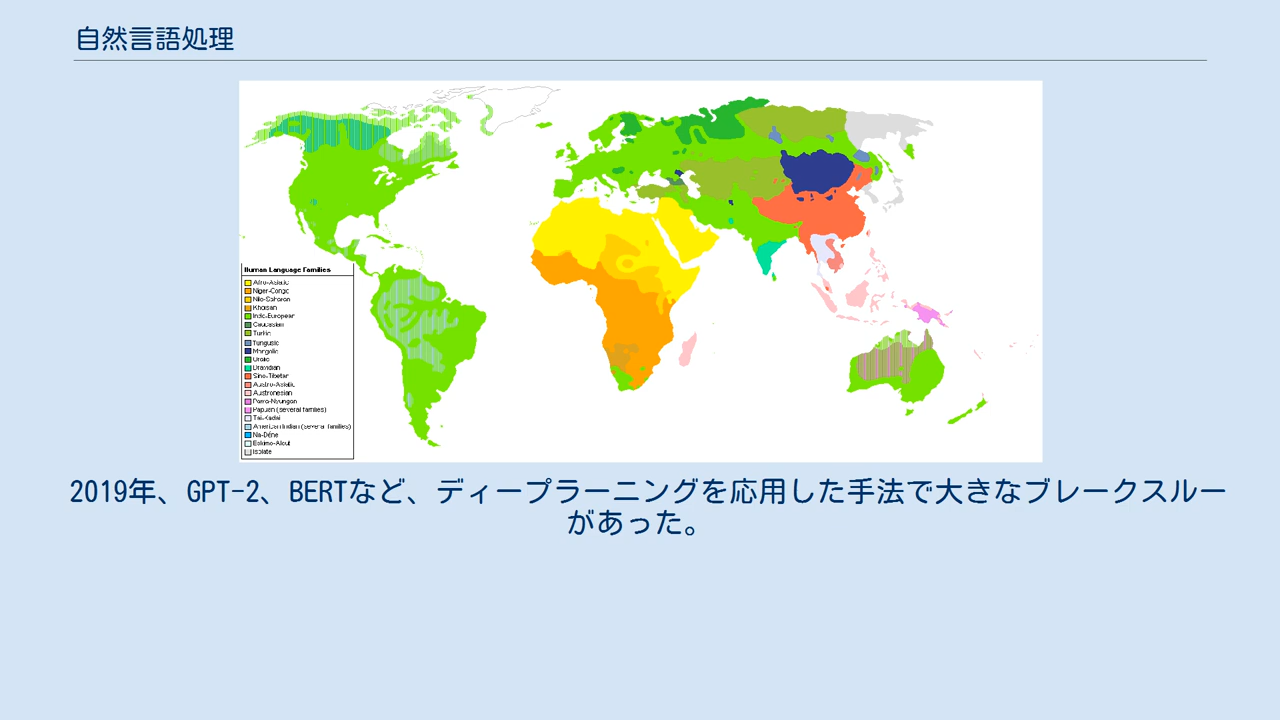 自然言語処理
Human Language Families
Afro-Asiatic
Niger-Congo
Nilo-Saharan
Khoisan
Indo-European
Caucasian
Turkic
Tungusic
Mongolic
Uralic
Dravidian
Sino-Tibetan
Austro-Asiatic
Austronesian
Pama-Nyungan
Papuan (several families)
Tai-Kadai
American Indian (several families)
Na-Dene
Eskimo-Aleut
Isolate
2019年、GPT-2、BERTなど、ディープラーニングを応用した手法で大きなブレークスルー
があった。